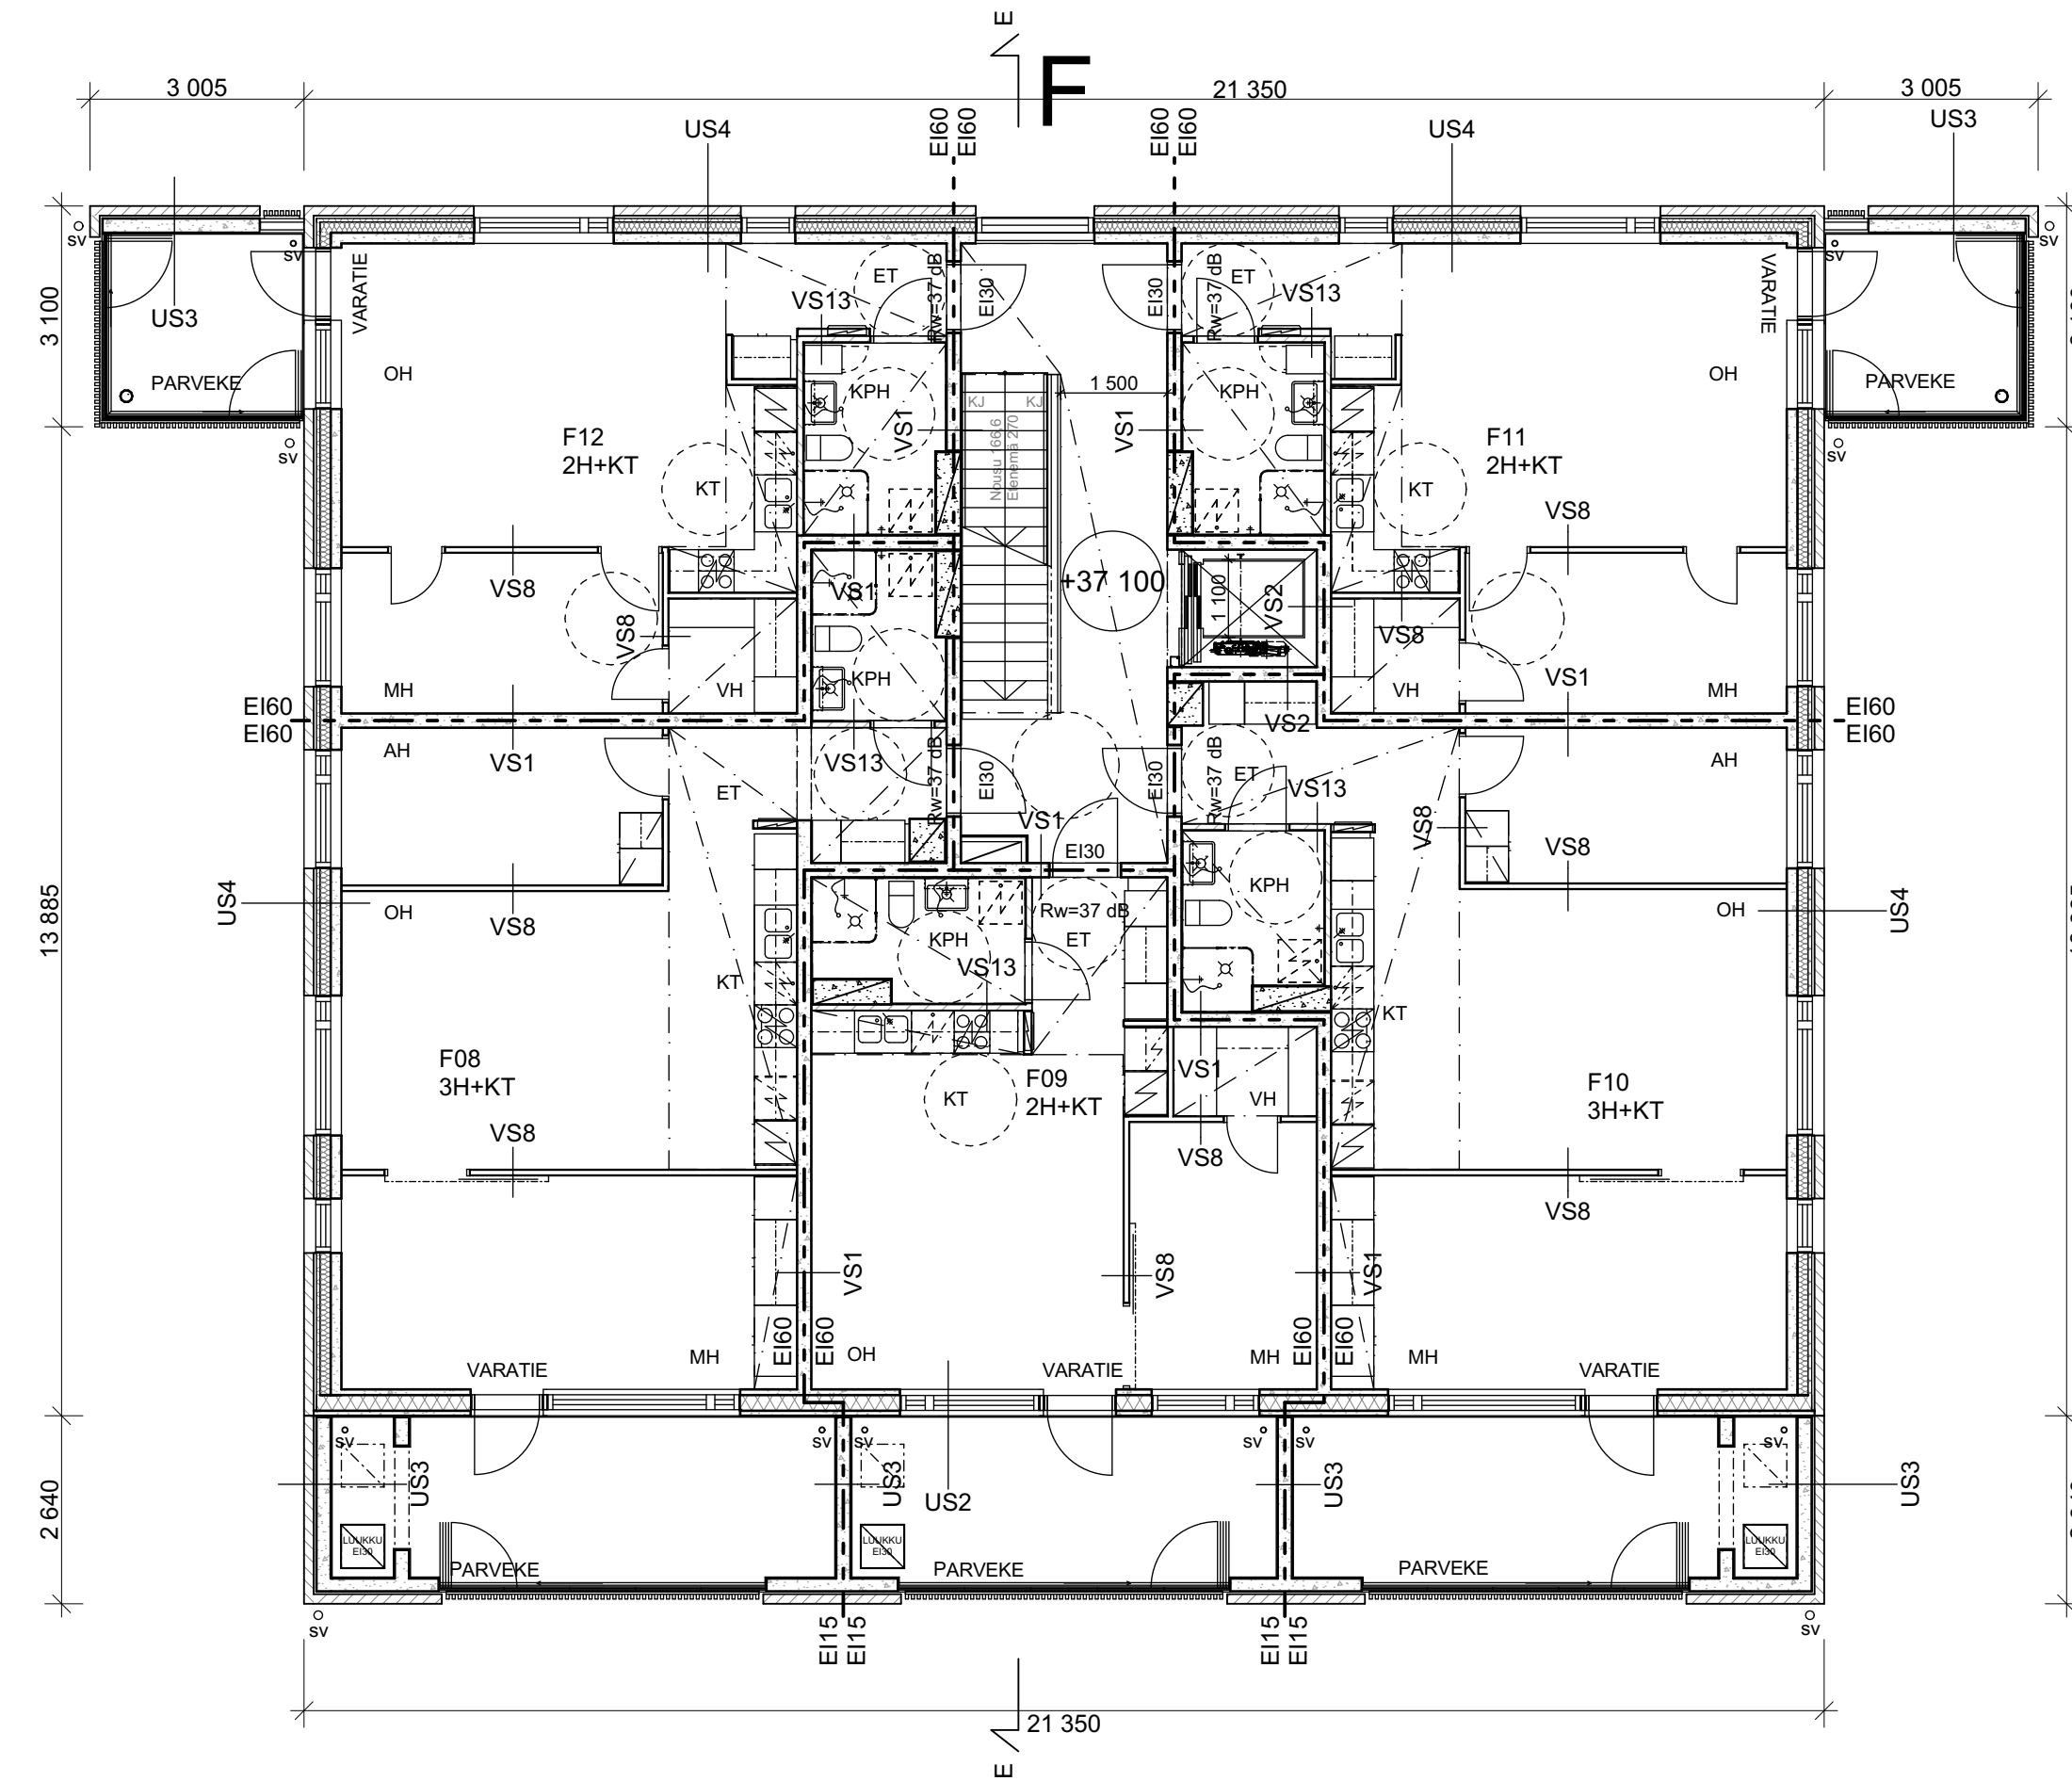 E
F
3 005
21 350
3 005
US3
US4
US4
EI60
EI60
EI60
EI60
sv
sv
sv
sv
VARATIE
VARATIE
ET
ET
Rw=37 dB
Rw=37 dB
EI30
EI30
VS13
VS13
3 100
US3
PARVEKE
PARVEKE
OH
OH
KPH
KPH
1 500
KJ
KJ
Nousu 166,6
Etenemä 270
VS1
VS1
sv
sv
F12
2H+KT
F11
2H+KT
KT
KT
VS8
VS8
VS1
+37 100
1 100
VS2
VS8
VS8
KPH
MH
VH
VH
VS1
MH
EI60
EI60
EI60
EI60
VS2
AH
VS1
VS13
AH
ET
ET
Rw=37 dB
Rw=37 dB
EI30
EI30
VS13
VS1
VS8
VS8
EI30
KPH
US4
US4
13 885
OH
OH
VS8
Rw=37 dB
KPH
ET
VS13
KT
KT
F08
3H+KT
F09
2H+KT
F10
3H+KT
KT
VS1
VH
VS8
VS8
VS8
VS1
VS8
VS1
EI60
EI60
EI60
EI60
OH
MH
MH
MH
VARATIE
VARATIE
VARATIE
sv
sv
sv
sv
sv
sv
US3
US3
US2
US3
US3
2 640
LUUKKU
EI30
LUUKKU
EI30
LUUKKU
EI30
PARVEKE
PARVEKE
PARVEKE
sv
sv
EI15
EI15
EI15
EI15
21 350
E